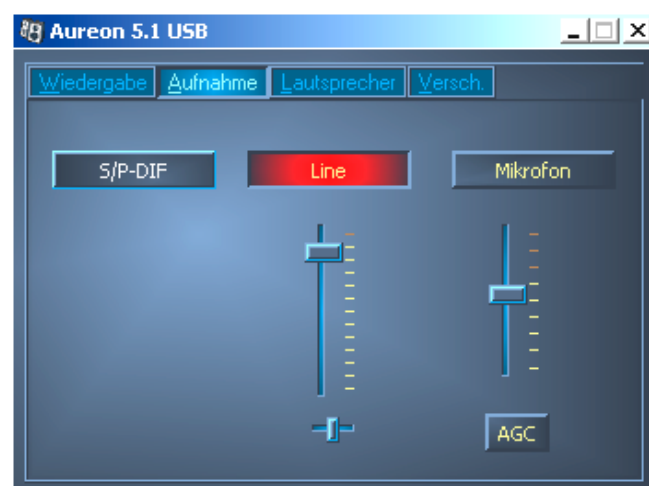 Aureon 5.1 USB
Wiedergabe Aufnahme Lautsprecher Versch.
S/P-DIF Line Mikrofon
AGC